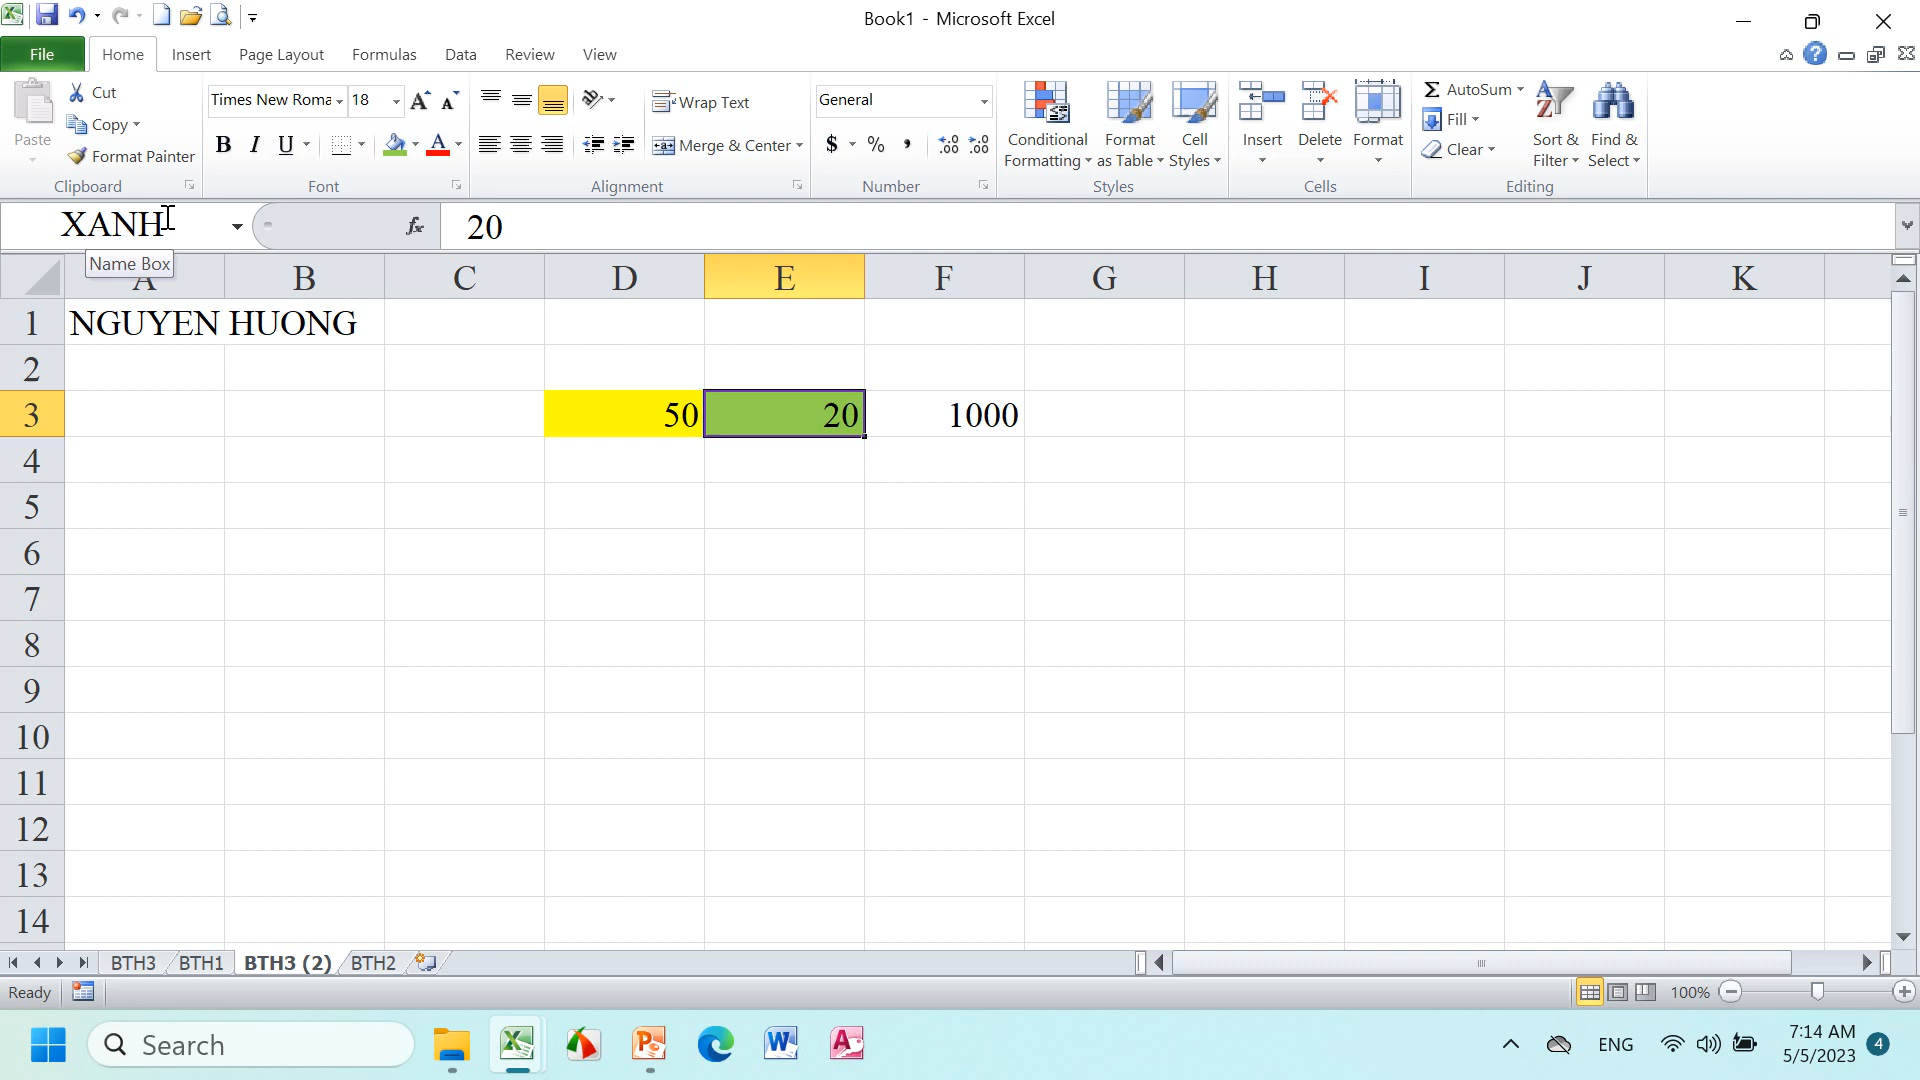 Book1 - Microsoft Excel
File Home Insert Page Layout Formulas Data Review View
Paste
Cut
Copy
Format Painter
Clipboard
Times New Roma 18
B I U
Font
Wrap Text
Merge & Center
Alignment
General
$ % ,
Number
Conditional Formatting
Format as Table
Cell Styles
Styles
Insert Delete Format
Cells
AutoSum
Fill
Clear
Sort & Filter
Find & Select
Editing
XANH fx 20
Name Box
A B C D E F G H I J K
1 NGUYEN HUONG
2
3 50 20 1000
4
5
6
7
8
9
10
11
12
13
14
BTH3 BTH1 BTH3 (2) BTH2
Ready 100%
Search ENG 7:14 AM 4
5/5/2023